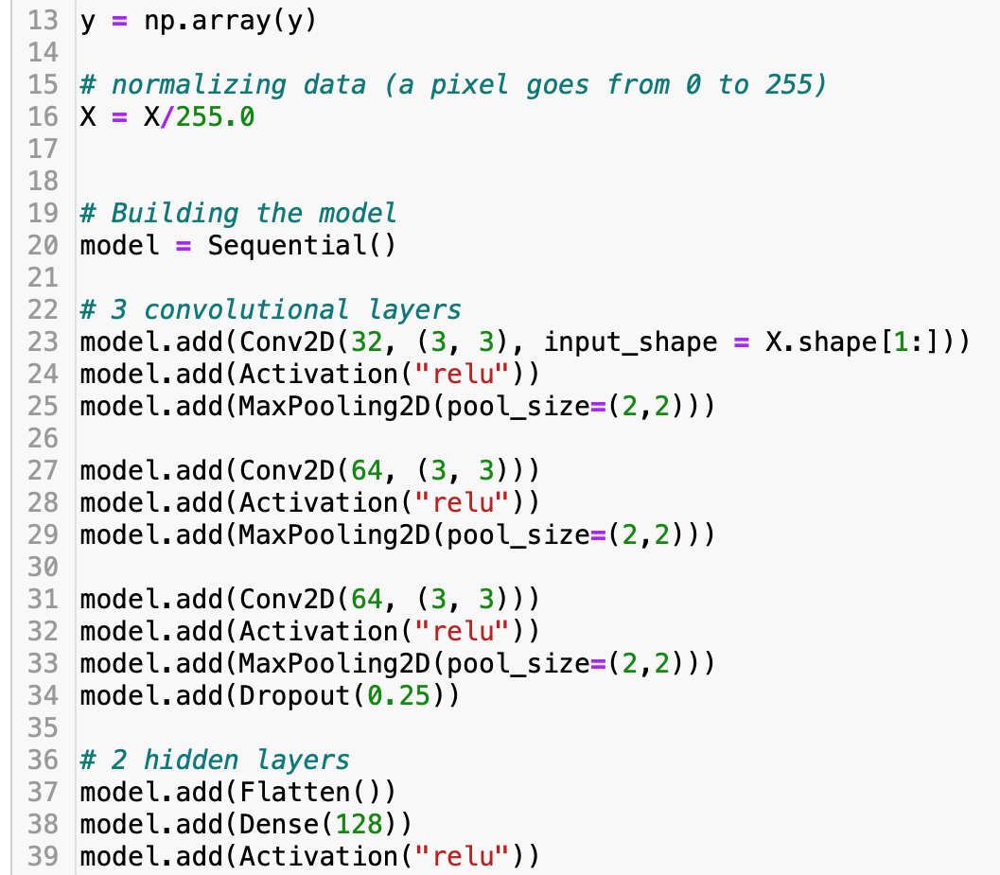 13 y = np.array(y)
14
15 # normalizing data (a pixel goes from 0 to 255)
16 X = X/255.0
17
18
19 # Building the model
20 model = Sequential()
21
22 # 3 convolutional layers
23 model.add(Conv2D(32, (3, 3), input_shape = X.shape[1:]))
24 model.add(Activation("relu"))
25 model.add(MaxPooling2D(pool_size=(2,2)))
26
27 model.add(Conv2D(64, (3, 3)))
28 model.add(Activation("relu"))
29 model.add(MaxPooling2D(pool_size=(2,2)))
30
31 model.add(Conv2D(64, (3, 3)))
32 model.add(Activation("relu"))
33 model.add(MaxPooling2D(pool_size=(2,2)))
34 model.add(Dropout(0.25))
35
36 # 2 hidden layers
37 model.add(Flatten())
38 model.add(Dense(128))
39 model.add(Activation("relu"))